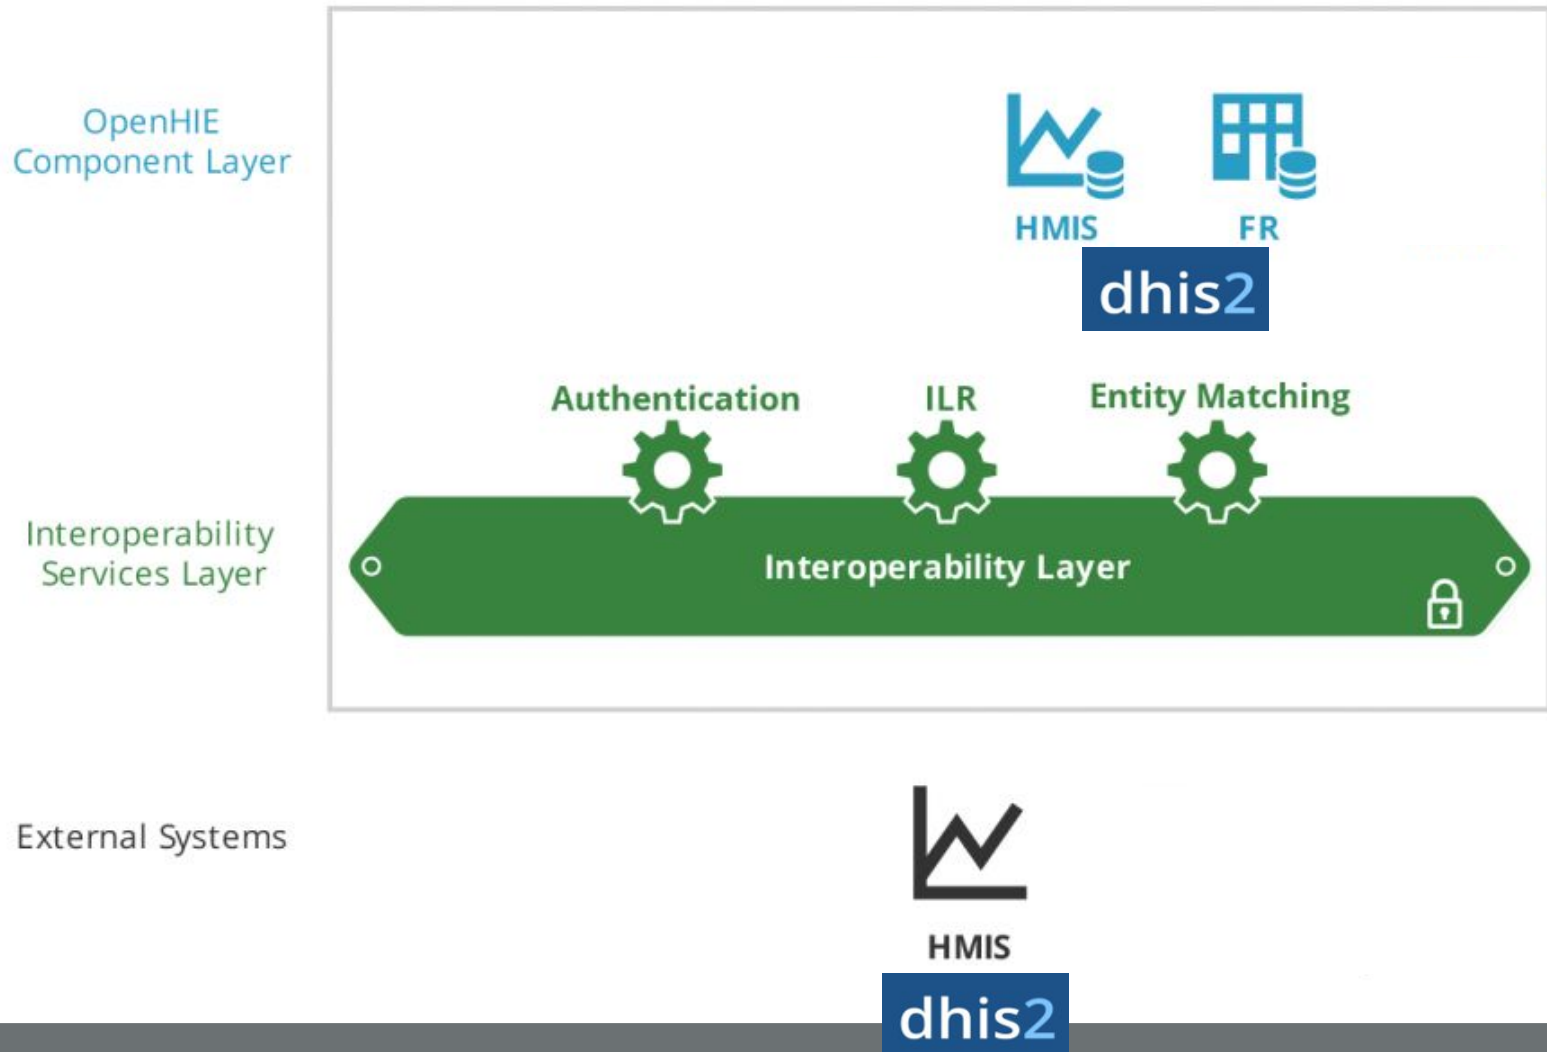 OpenHIE
Component Layer
HMIS
FR
dhis2
Authentication
ILR
Entity Matching
Interoperability
Services Layer
Interoperability Layer
External Systems
HMIS
dhis2